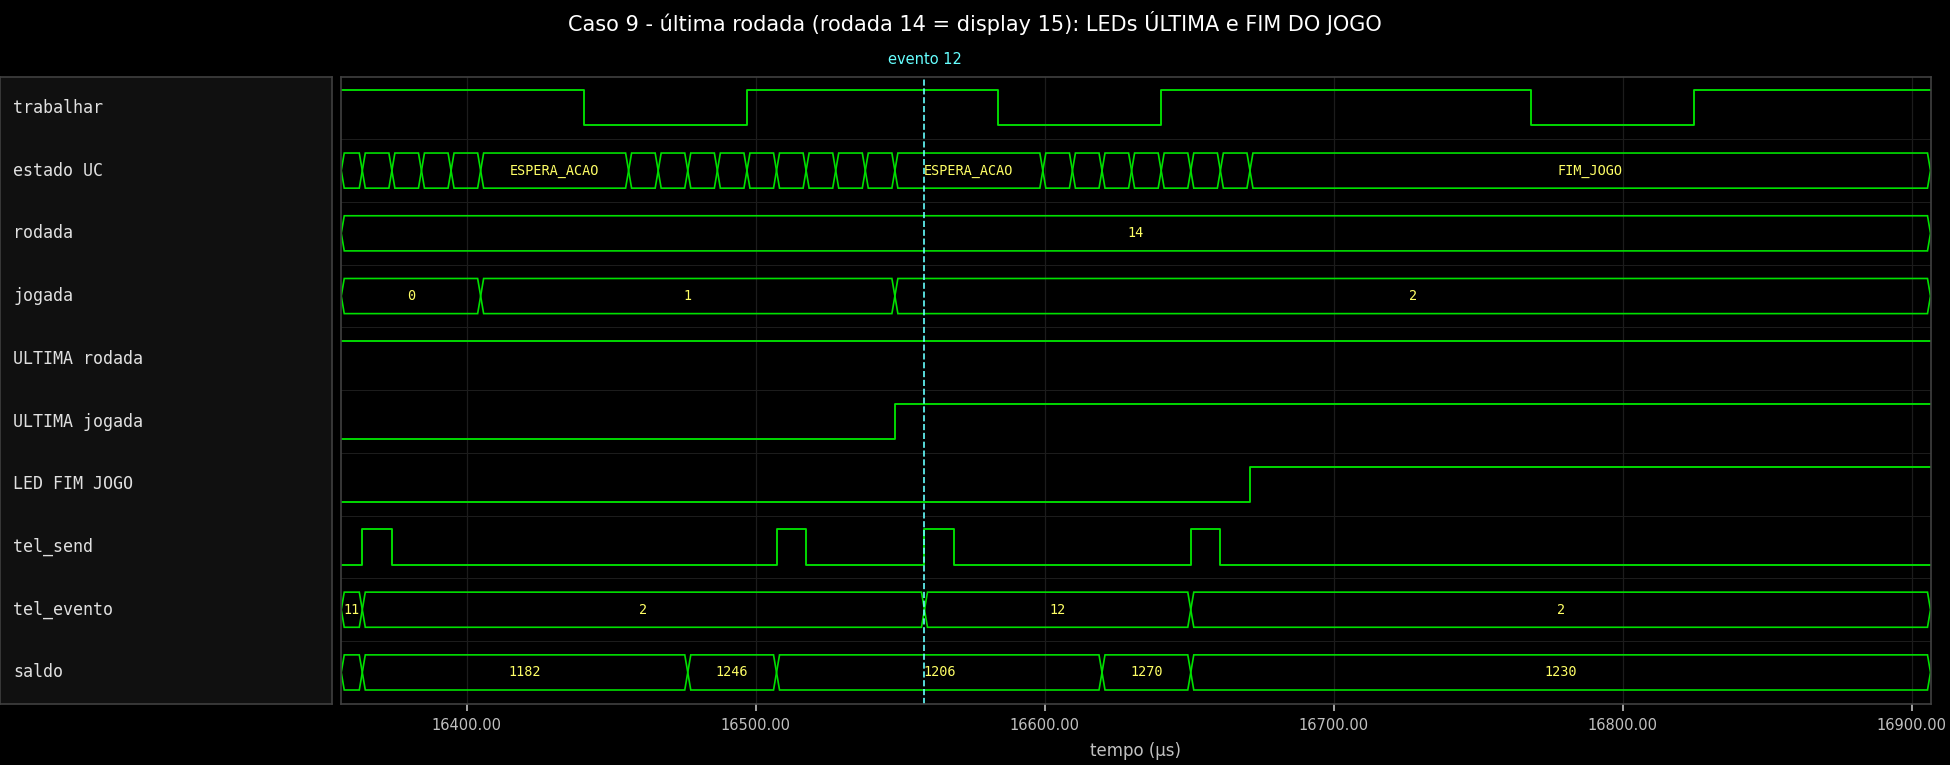 Caso 9 - última rodada (rodada 14 = display 15): LEDs ÚLTIMA e FIM DO JOGO
evento 12
trabalhar
estado UC ESPERA_ACAO ESPERA_ACAO FIM_JOGO
rodada 14
jogada 0 1 2
ULTIMA rodada
ULTIMA jogada
LED FIM JOGO
tel_send
tel_evento 11 2 12 2
saldo 1182 1246 1206 1270 1230
16400.00 16500.00 16600.00 16700.00 16800.00 16900.00
tempo (µs)